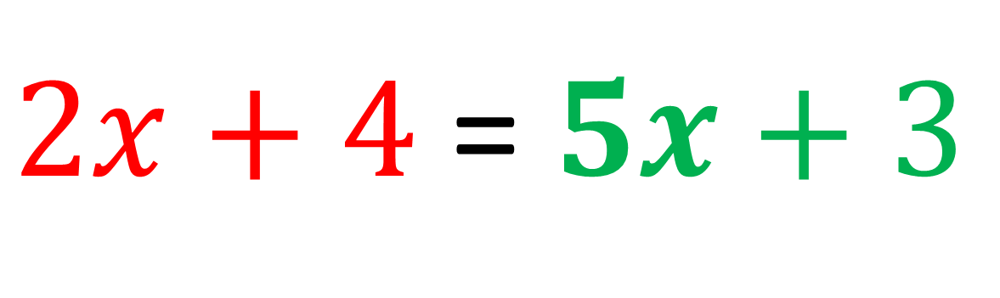 2x + 4 = 5x + 3